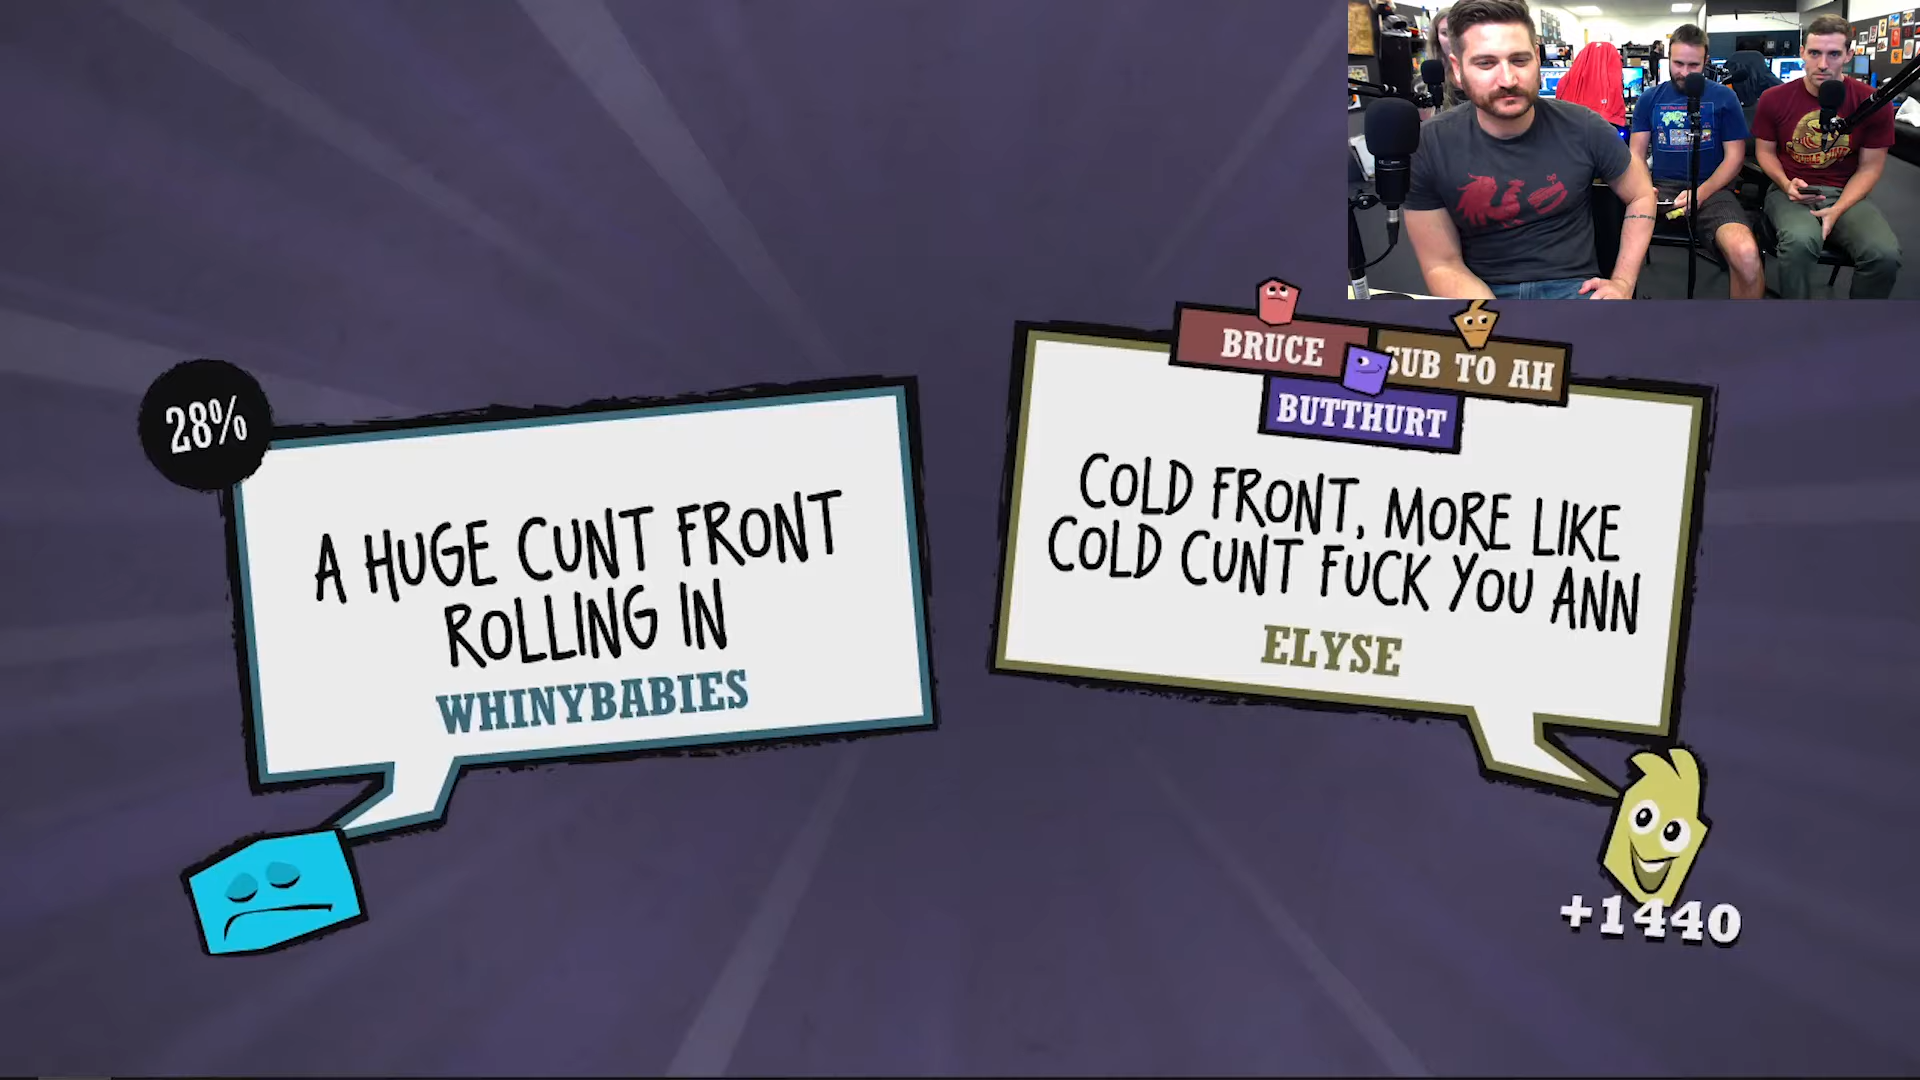 28%
A HUGE CUNT FRONT
ROLLING IN
WHINYBABIES
BRUCE
SUB TO AH
BUTTHURT
COLD FRONT, MORE LIKE
COLD CUNT FUCK YOU ANN
ELYSE
+1440